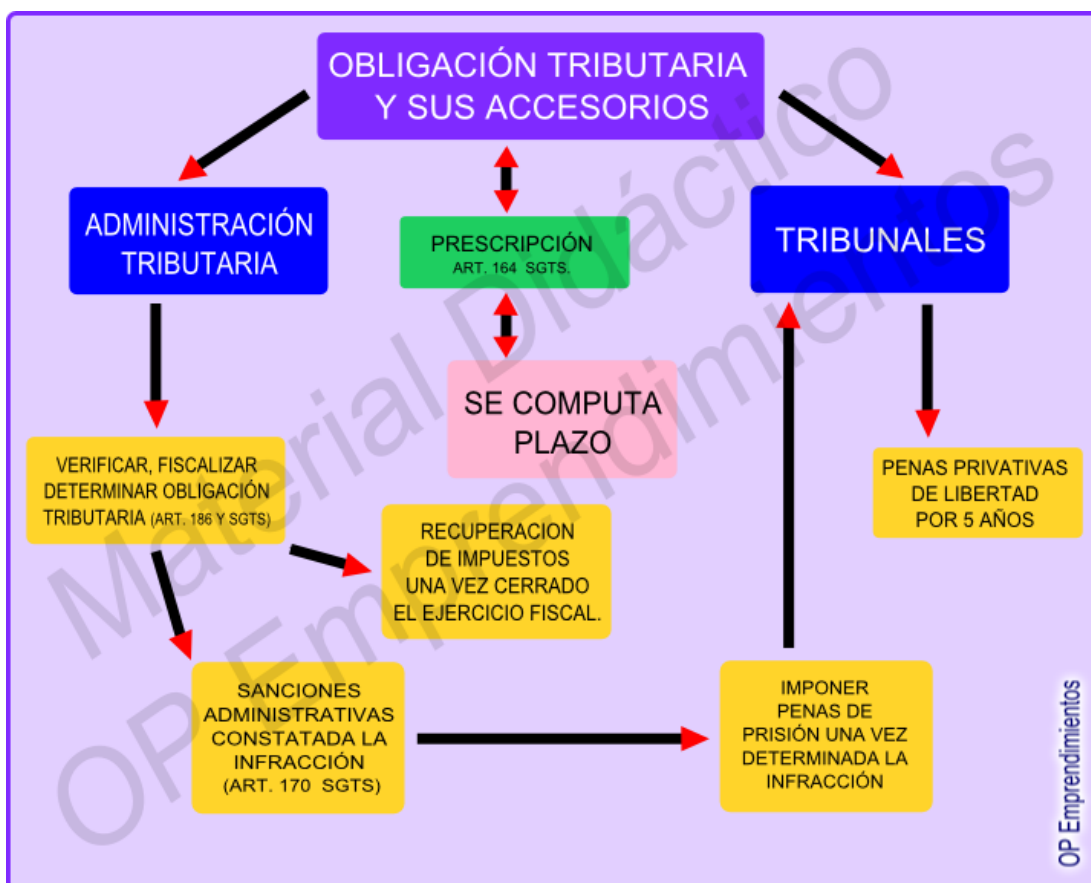 OBLIGACIÓN TRIBUTARIA
Y SUS ACCESORIOS
ADMINISTRACIÓN
TRIBUTARIA
PRESCRIPCIÓN
ART. 164 SGTS.
TRIBUNALES
SE COMPUTA
PLAZO
VERIFICAR, FISCALIZAR
DETERMINAR OBLIGACIÓN
TRIBUTARIA (ART. 186 Y SGTS)
PENAS PRIVATIVAS
DE LIBERTAD
POR 5 AÑOS
RECUPERACION
DE IMPUESTOS
UNA VEZ CERRADO
EL EJERCICIO FISCAL.
SANCIONES
ADMINISTRATIVAS
CONSTATADA LA
INFRACCIÓN
(ART. 170 SGTS)
IMPONER
PENAS DE
PRISIÓN UNA VEZ
DETERMINADA LA
INFRACCIÓN
Material Didáctico
OP Emprendimientos
OP Emprendimientos